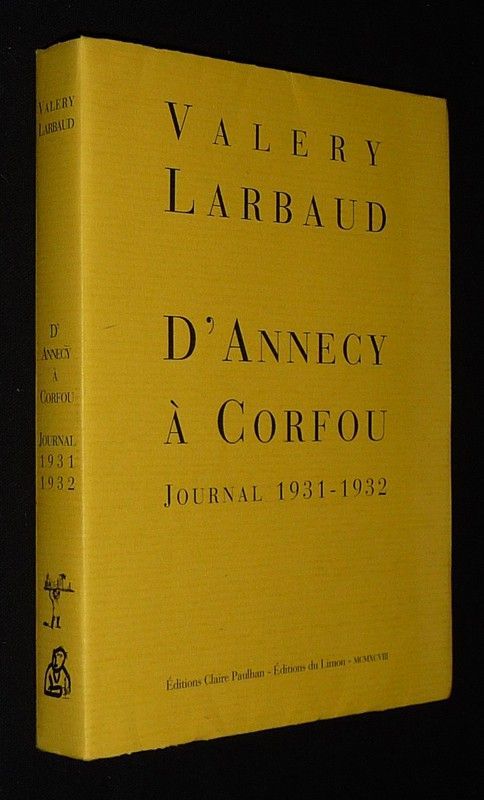 VALERY
LARBAUD
D'
ANNECY
À
CORFOU
JOURNAL
1931
1932
VALERY
LARBAUD
D'ANNECY
À CORFOU
JOURNAL 1931-1932
Éditions Claire Paulhan - Éditions du Limon - MCMXCVIII